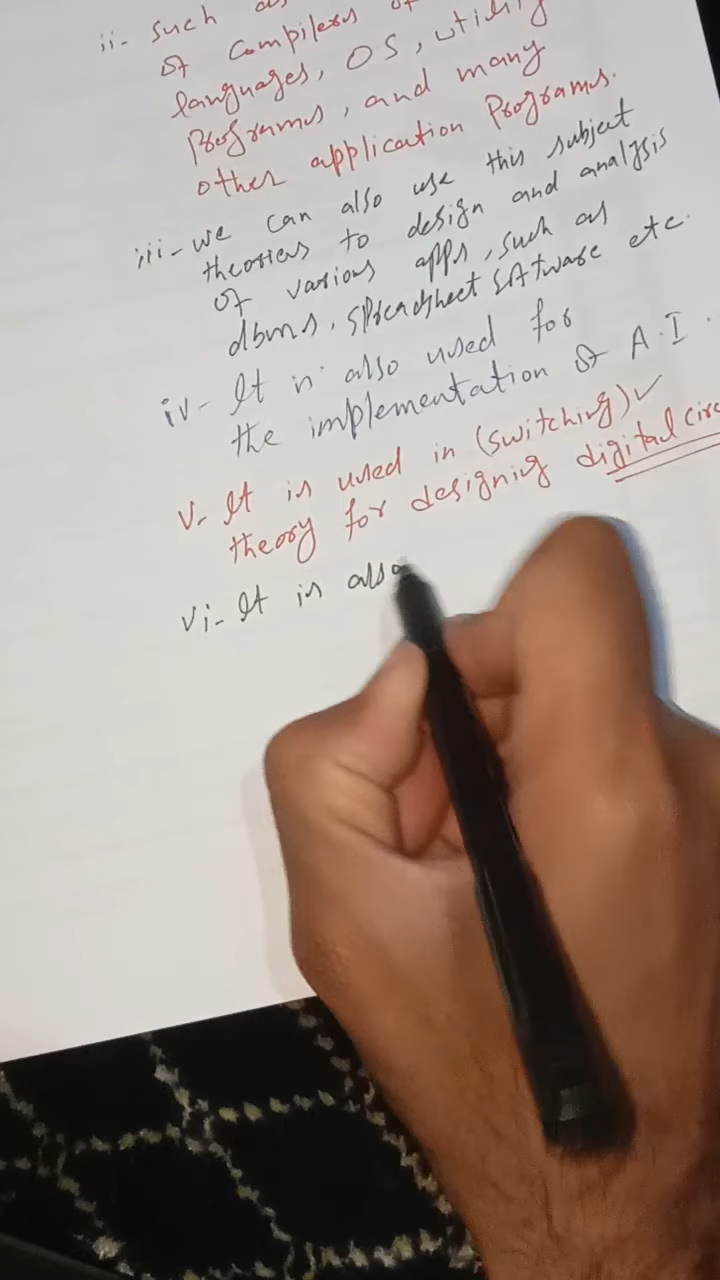 ii- such as
of compilers of
languages, OS, utility
Programs, and many
other application Programs.
iii- we can also use this subject
theories to design and analysis
of various apps, such as
dbms, spreadsheet software etc.
iv- It is also used for
the implementation of A.I.
v- It is used in (switching) ✓
theory for designing digital circ
vi- It is also